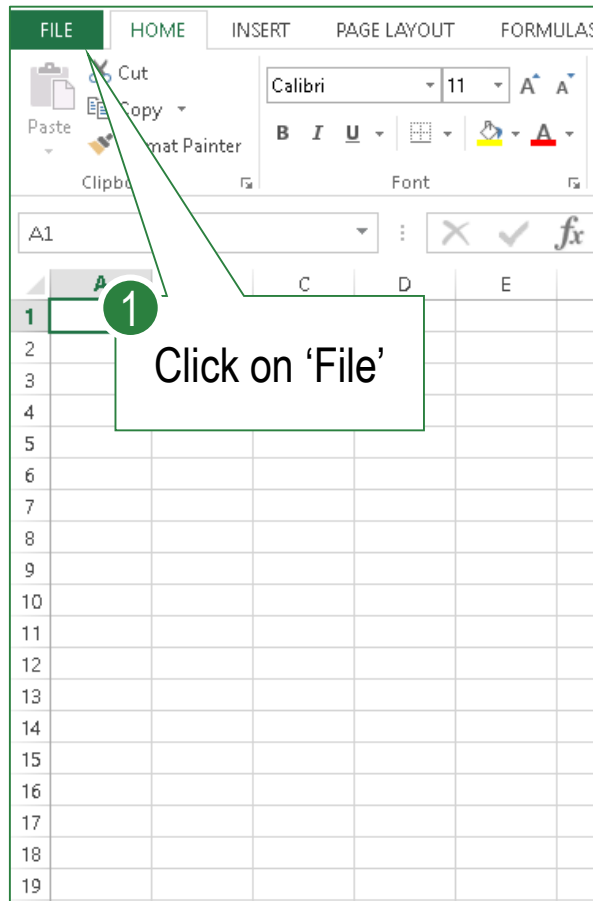 FILE HOME INSERT PAGE LAYOUT FORMULAS
Cut
Copy
Paste
mat Painter
Calibri 11 A A
B I U A
Clipbo Font
A1 fx
A C D E
1
1
Click on ‘File’
2
3
4
5
6
7
8
9
10
11
12
13
14
15
16
17
18
19